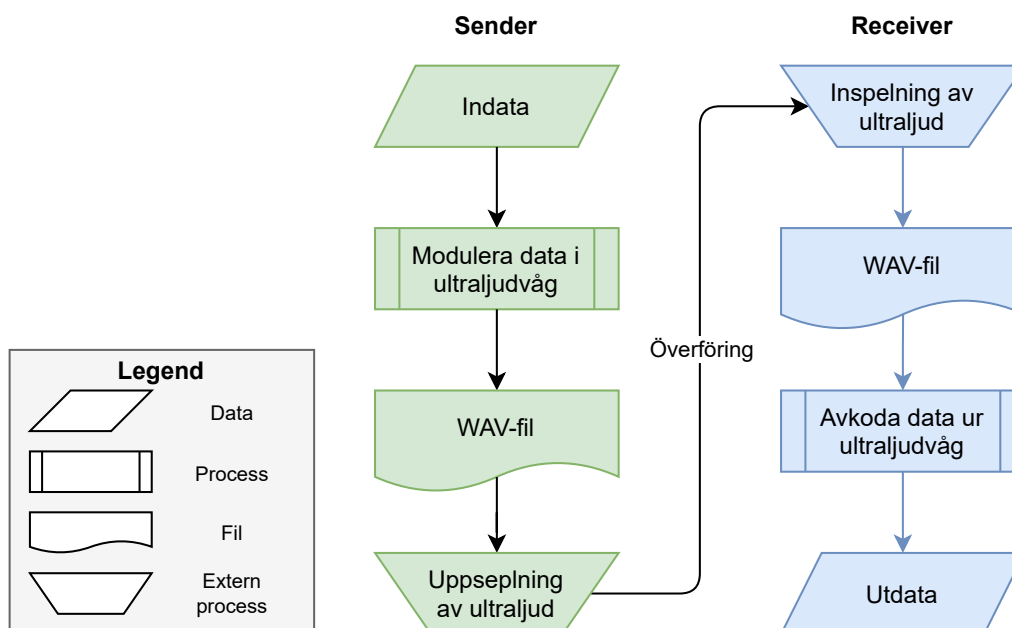 Sender
Indata
Modulera data i
ultraljudvåg
WAV-fil
Uppseplning
av ultraljud
Överföring
Receiver
Inspelning av
ultraljud
WAV-fil
Avkoda data ur
ultraljudvåg
Utdata
Legend
Data
Process
Fil
Extern
process